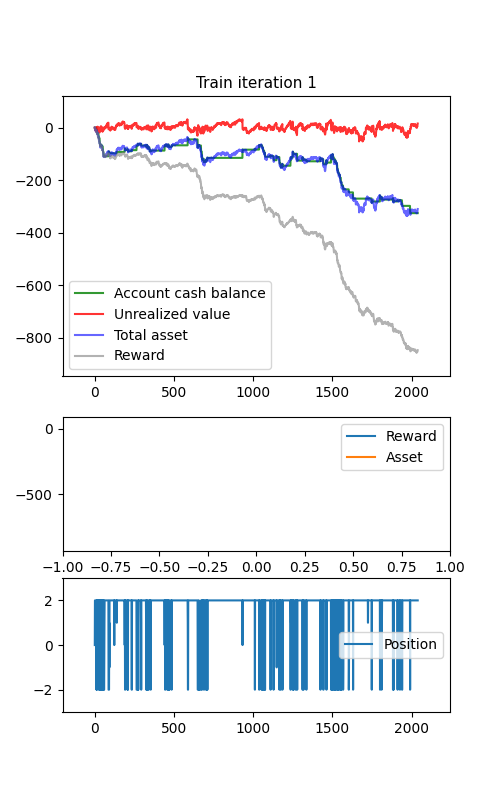 Train iteration 1
0
−200
−400
−600
−800
Account cash balance
Unrealized value
Total asset
Reward
0 500 1000 1500 2000
0
−500
Reward
Asset
−1.00 −0.75 −0.50 −0.25 0.00 0.25 0.50 0.75 1.00
2
0
−2
Position
0 500 1000 1500 2000